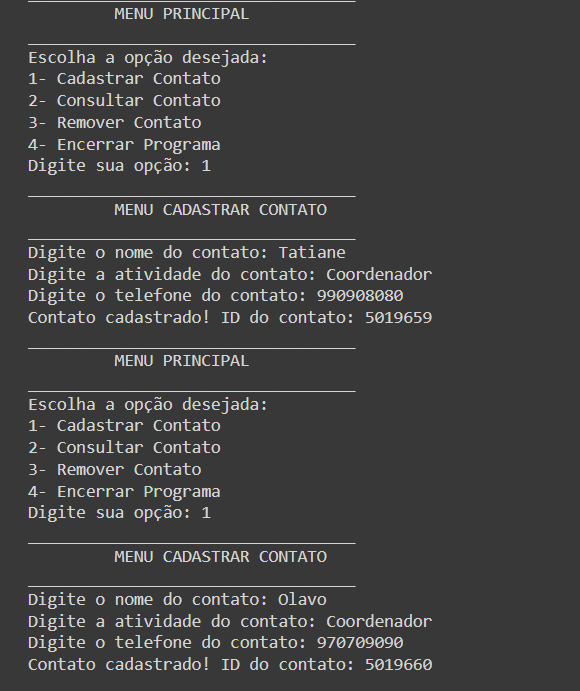 MENU PRINCIPAL
Escolha a opção desejada:
1- Cadastrar Contato
2- Consultar Contato
3- Remover Contato
4- Encerrar Programa
Digite sua opção: 1
MENU CADASTRAR CONTATO
Digite o nome do contato: Tatiane
Digite a atividade do contato: Coordenador
Digite o telefone do contato: 990908080
Contato cadastrado! ID do contato: 5019659
MENU PRINCIPAL
Escolha a opção desejada:
1- Cadastrar Contato
2- Consultar Contato
3- Remover Contato
4- Encerrar Programa
Digite sua opção: 1
MENU CADASTRAR CONTATO
Digite o nome do contato: Olavo
Digite a atividade do contato: Coordenador
Digite o telefone do contato: 970709090
Contato cadastrado! ID do contato: 5019660